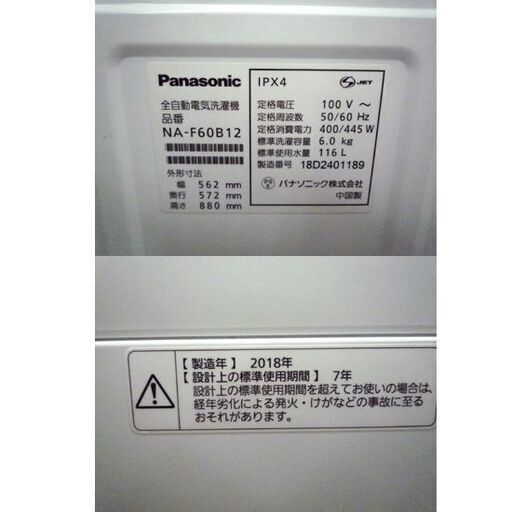 Panasonic
全自動電気洗濯機
品番
NA-F60B12
外形寸法
幅 562 mm
奥行 572 mm
高さ 880 mm
IPX4
S JET
定格電圧 100 V ～
定格周波数 50/60 Hz
定格消費電力 400/445 W
標準洗濯容量 6.0 kg
標準使用水量 116 L
製造番号 18D2401189
PS E パナソニック株式会社
中国製
【製造年】 2018年
【設計上の標準使用期間】 7年
設計上の標準使用期間を超えてお使いの場合は、
経年劣化による発火・けがなどの事故に至る
おそれがあります。